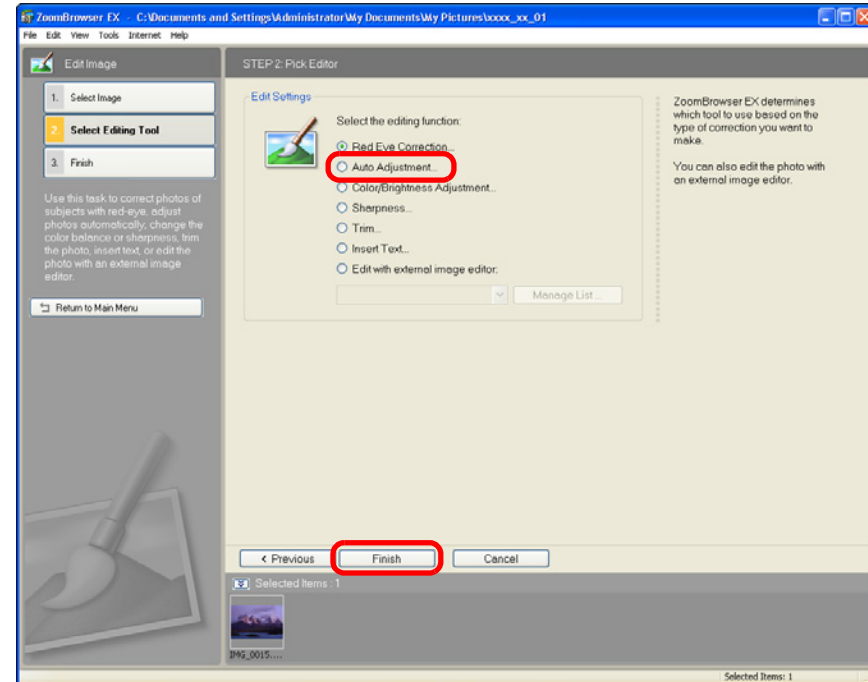 ZoomBrowser EX - C:\Documents and Settings\Administrator\My Documents\My Pictures\xxxx_xx_01
File Edit View Tools Internet Help
Edit Image
1. Select Image
2. Select Editing Tool
3. Finish
Use this task to correct photos of
subjects with red-eye, adjust
photos automatically, change the
color balance or sharpness, trim
the photo, insert text, or edit the
photo with an external image
editor.
Return to Main Menu
STEP 2: Pick Editor
Edit Settings
Select the editing function:
Red Eye Correction...
Auto Adjustment...
Color/Brightness Adjustment...
Sharpness...
Trim...
Insert Text...
Edit with external image editor:
Manage List ...
ZoomBrowser EX determines
which tool to use based on the
type of correction you want to
make.
You can also edit the photo with
an external image editor.
< Previous Finish Cancel
Selected Items : 1
IMG_0015....
Selected Items: 1